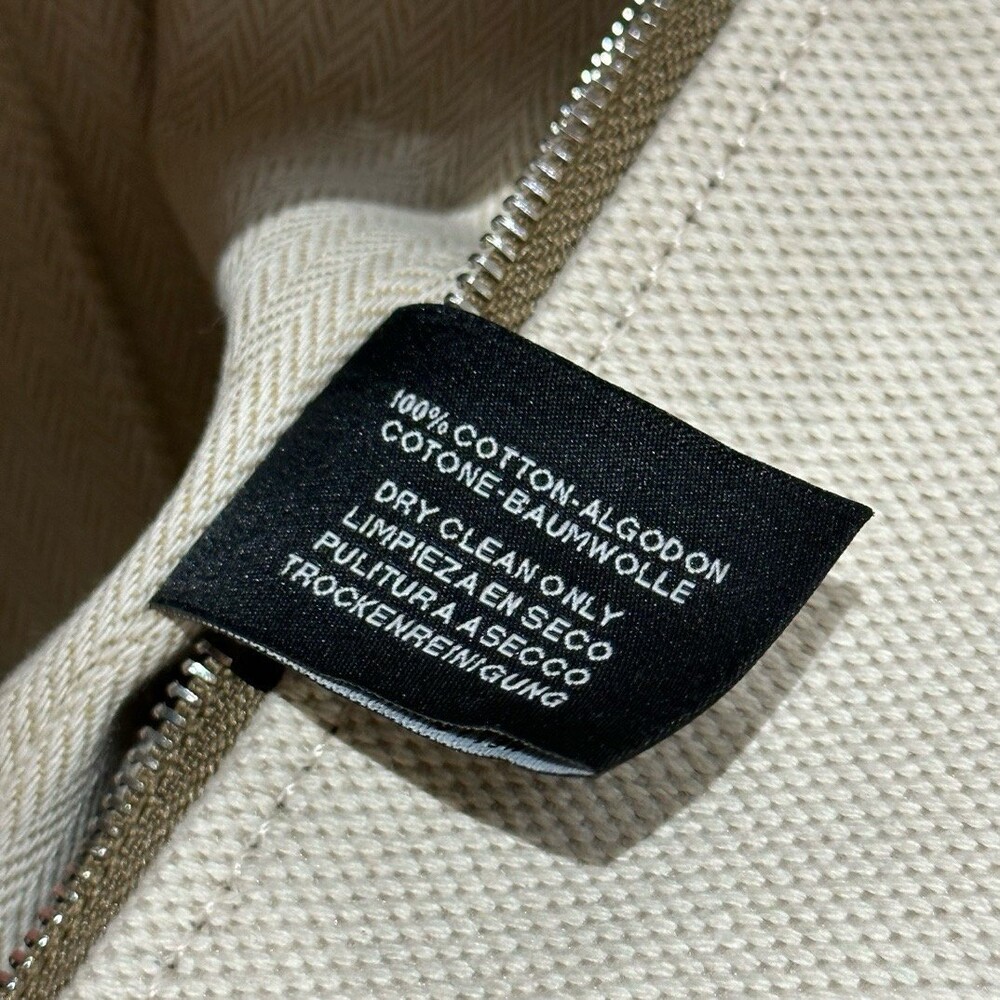 100% COTTON-ALGODON
COTONE-BAUMWOLLE
DRY CLEAN ONLY
LIMPIEZA EN SECO
PULITURA A SECCO
TROCKENREINIGUNG